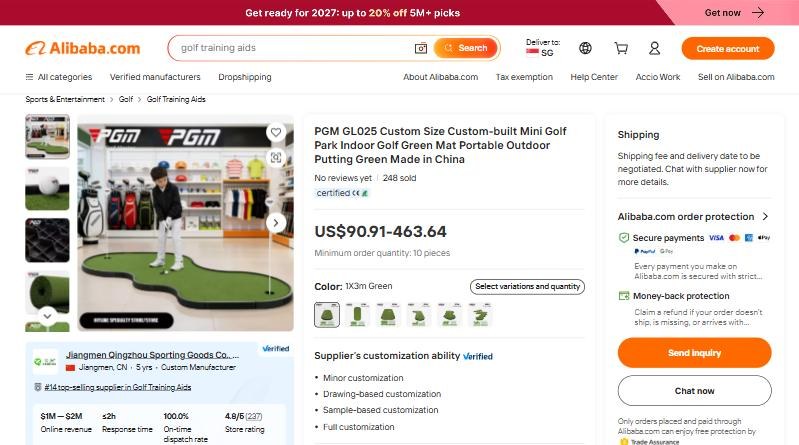 Get ready for 2027: up to 20% off 5M+ picks
Get now
Alibaba.com
golf training aids
Search
Deliver to:
SG
Create account
All categories
Verified manufacturers
Dropshipping
About Alibaba.com
Tax exemption
Help Center
Accio Work
Sell on Alibaba.com
Sports & Entertainment
Golf
Golf Training Aids
PGM PGM
HOTLINE SPECIALTY STORE/STORE
PGM GL025 Custom Size Custom-built Mini Golf
Park Indoor Golf Green Mat Portable Outdoor
Putting Green Made in China
No reviews yet
248 sold
certified CE
US$90.91-463.64
Minimum order quantity: 10 pieces
Color: 1X3m Green
Select variations and quantity
Supplier's customization ability Verified
• Minor customization
• Drawing-based customization
• Sample-based customization
• Full customization
Verified
Jiangmen Qingzhou Sporting Goods Co., ...
Jiangmen, CN · 5 yrs · Custom Manufacturer
#14 top-selling supplier in Golf Training Aids
$1M — $2M
Online revenue
≤2h
Response time
100.0%
On-time
dispatch rate
4.8/5 (237)
Store rating
Shipping
Shipping fee and delivery date to be
negotiated. Chat with supplier now for
more details.
Alibaba.com order protection
Secure payments VISA Pay
PayPal G Pay
Every payment you make on
Alibaba.com is secured with strict...
Money-back protection
Claim a refund if your order doesn't
ship, is missing, or arrives with...
Send inquiry
Chat now
Only orders placed and paid through
Alibaba.com can enjoy free protection by
Trade Assurance